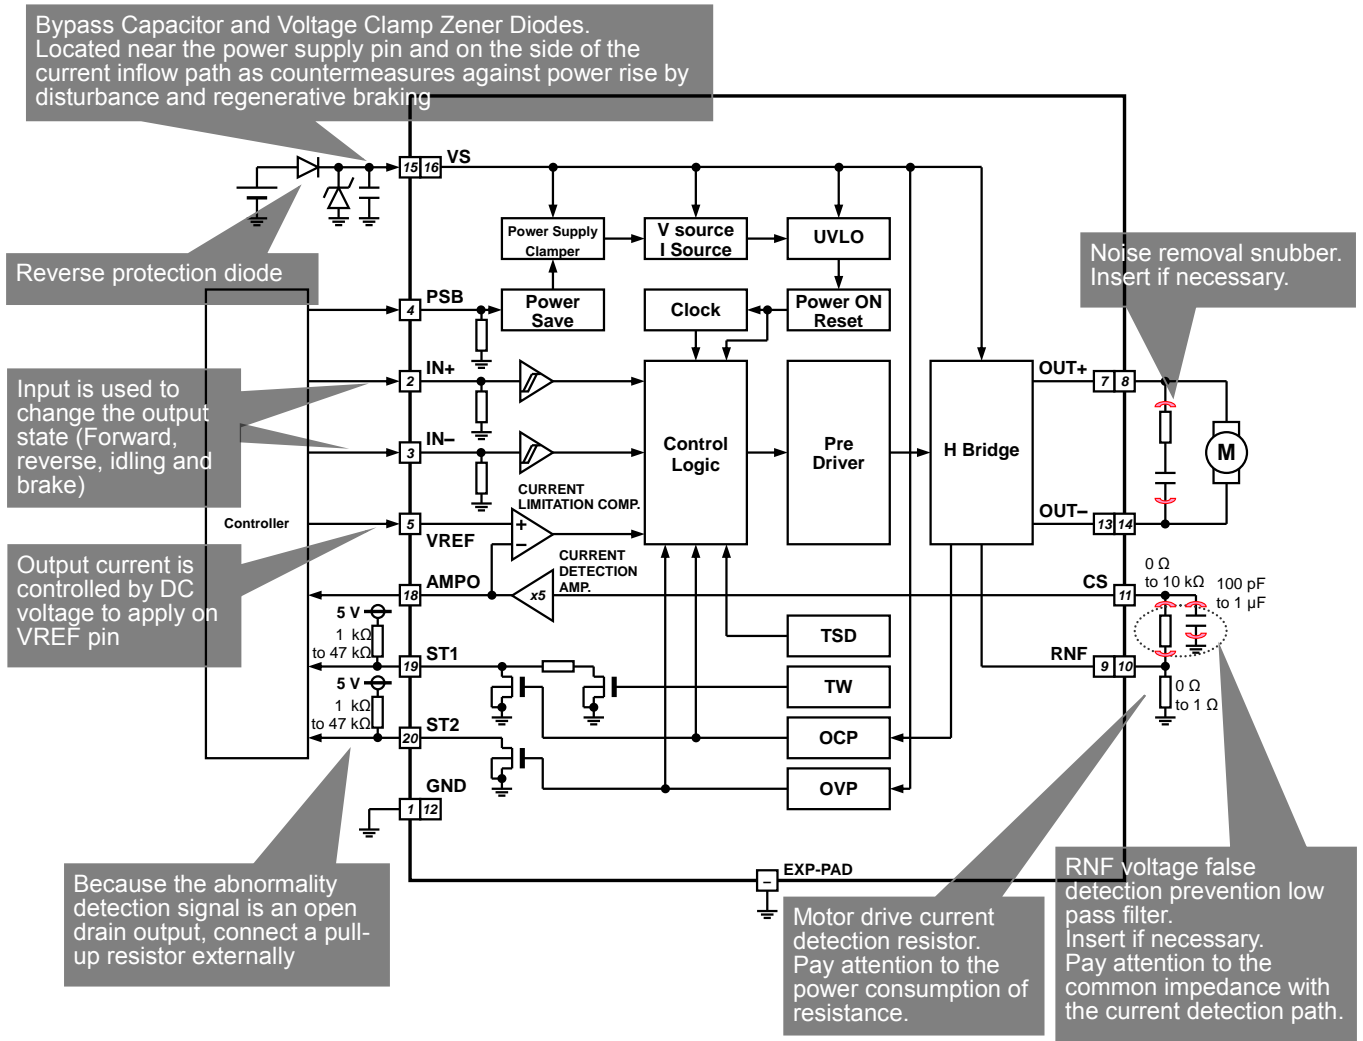 Bypass Capacitor and Voltage Clamp Zener Diodes.
Located near the power supply pin and on the side of the
current inflow path as countermeasures against power rise by
disturbance and regenerative braking
15 16
VS
Power Supply
Clamper
V source
I Source
UVLO
Noise removal snubber.
Insert if necessary.
Reverse protection diode
4
PSB
Power
Save
Clock
Power ON
Reset
Input is used to
change the output
state (Forward,
reverse, idling and
brake)
2
IN+
3
IN–
Control
Logic
Pre
Driver
H Bridge
OUT+
7 8
M
OUT–
13 14
CURRENT
LIMITATION COMP.
Controller
5
VREF
+
–
Output current is
controlled by DC
voltage to apply on
VREF pin
18
AMPO
x5
CURRENT
DETECTION
AMP.
CS
11
0 Ω
to 10 kΩ
100 pF
to 1 µF
5 V
1 kΩ
to 47 kΩ
19
ST1
TSD
RNF
9 10
5 V
1 kΩ
to 47 kΩ
TW
0 Ω
to 1 Ω
20
ST2
OCP
OVP
GND
1 12
EXP-PAD
–
Because the abnormality
detection signal is an open
drain output, connect a pull-
up resistor externally
Motor drive current
detection resistor.
Pay attention to the
power consumption of
resistance.
RNF voltage false
detection prevention low
pass filter.
Insert if necessary.
Pay attention to the
common impedance with
the current detection path.